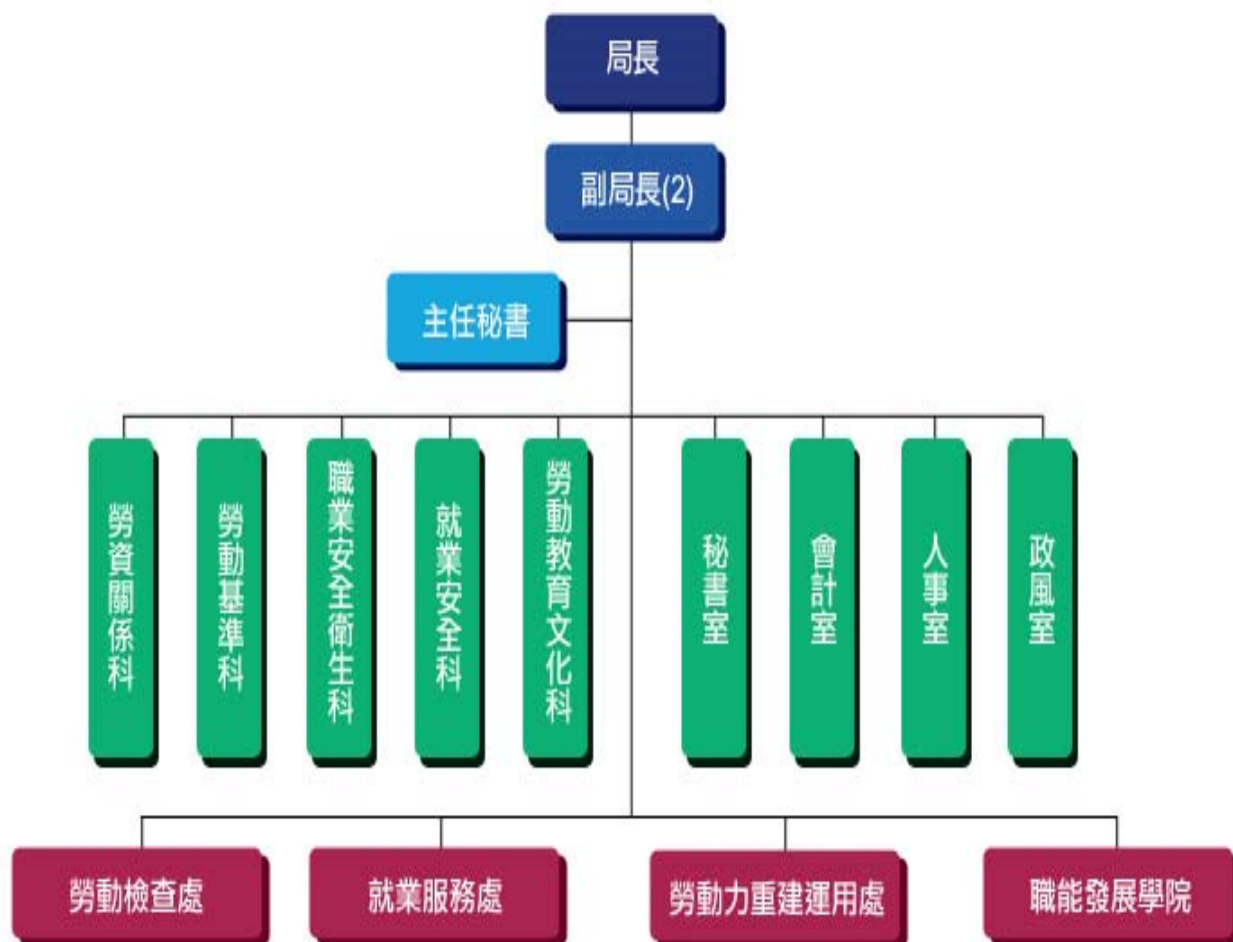 局長
副局長(2)
主任秘書
勞資關係科
勞動基準科
職業安全衛生科
就業安全科
勞動教育文化科
秘書室
會計室
人事室
政風室
勞動檢查處
就業服務處
勞動力重建運用處
職能發展學院